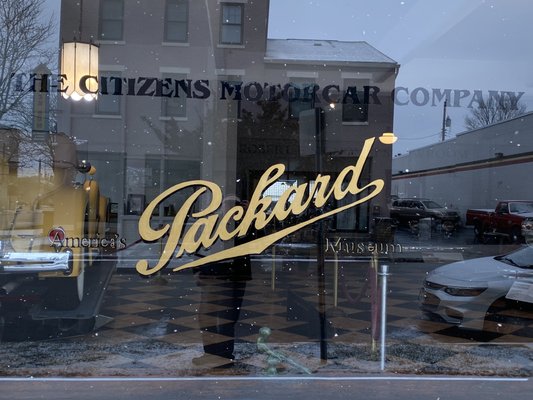 THE CITIZENS MOTORCAR COMPANY
Packard
America's Museum